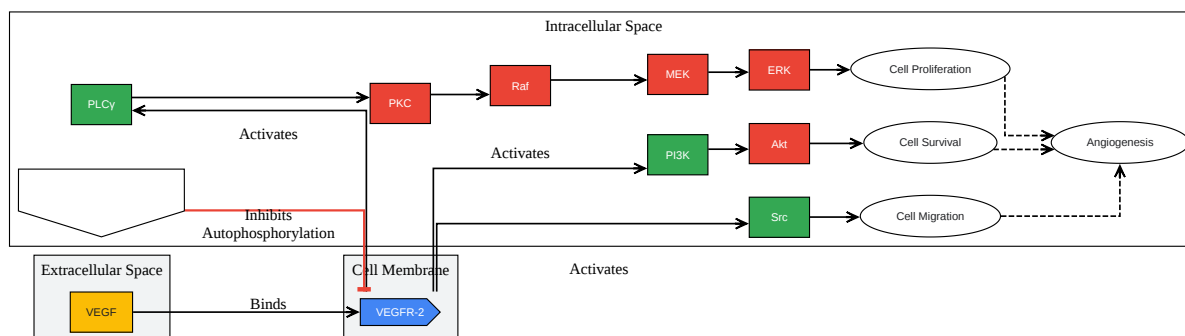 Intracellular Space
PLCγ
PKC
Raf
MEK
ERK
Cell Proliferation
Activates
Activates
PI3K
Akt
Cell Survival
Angiogenesis
Inhibits
Autophosphorylation
Src
Cell Migration
Extracellular Space
Cell Membrane
Activates
VEGF
Binds
VEGFR-2